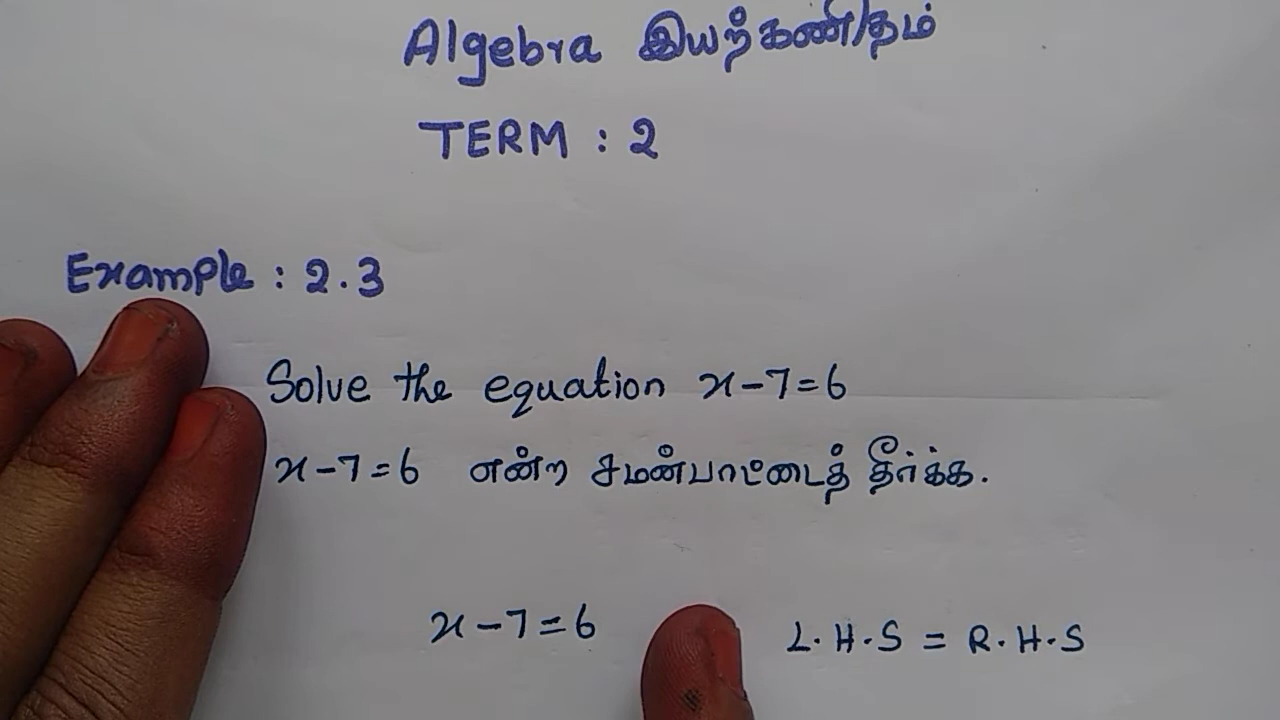 Algebra இயற்கணிதம்
TERM : 2
Example : 2.3
Solve the equation x-7=6
x-7=6 என்ற சமன்பாட்டைத் தீர்க்க.
x-7=6 L.H.S = R.H.S